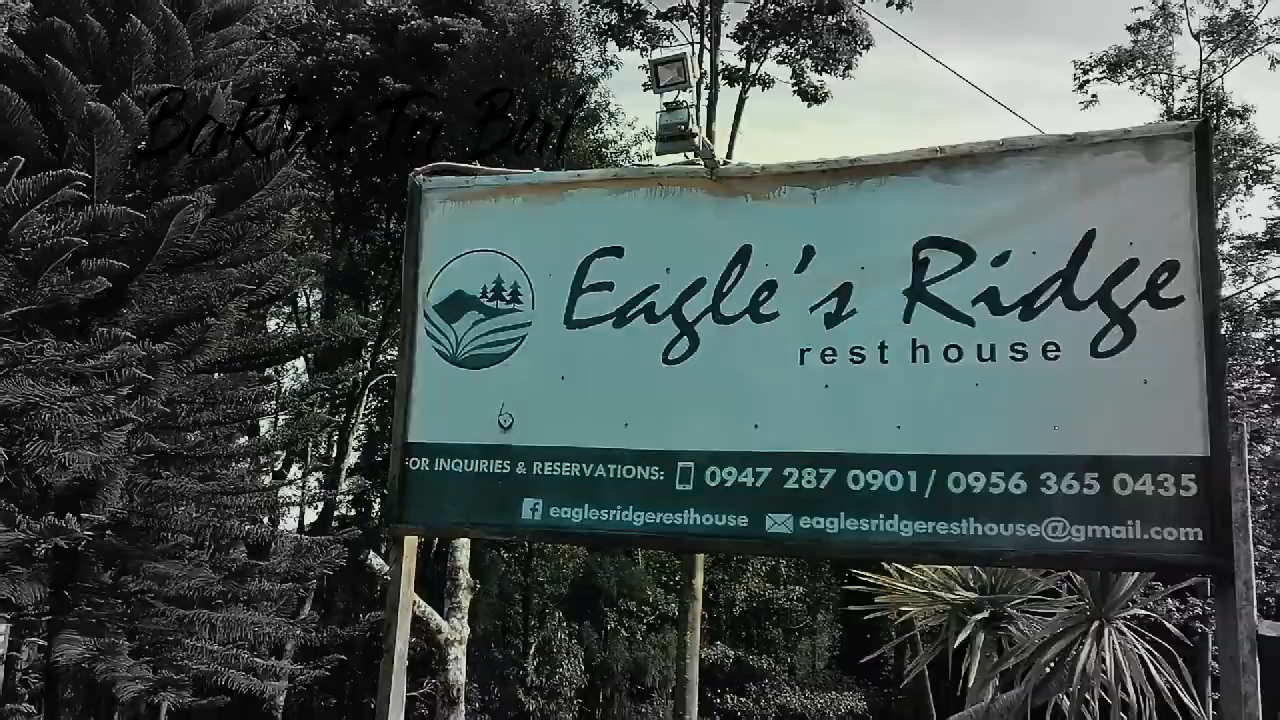 Eagle's Ridge
rest house
FOR INQUIRIES & RESERVATIONS: 0947 287 0901/ 0956 365 0435
eaglesridgeresthouse eaglesridgeresthouse@gmail.com